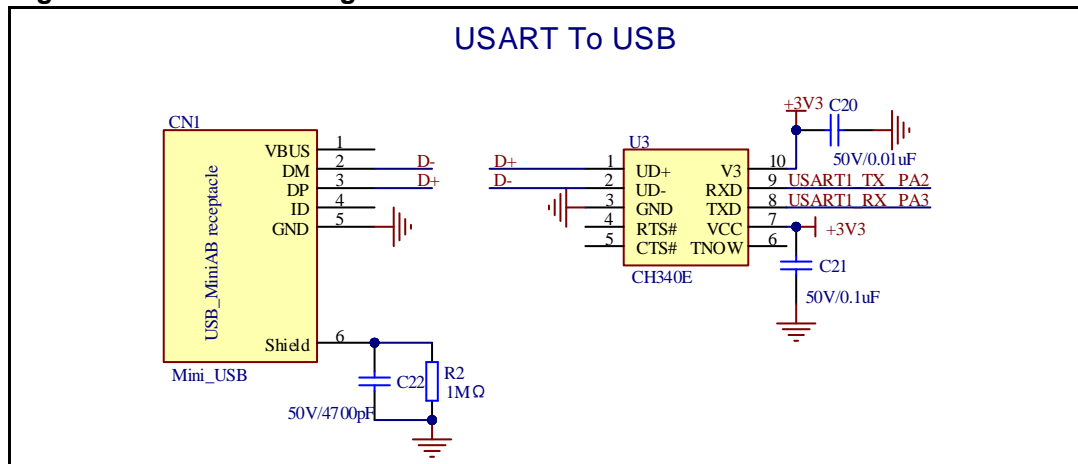 USART To USB
CN1
USB_MiniAB receptacle
VBUS 1
DM 2 D-
DP 3 D+
ID 4
GND 5
Shield 6
Mini_USB
C22
50V/4700pF
R2
1MΩ
U3
D+ 1 UD+
D- 2 UD-
3 GND
4 RTS#
5 CTS#
V3 10
RXD 9 USART1_TX_PA2
TXD 8 USART1_RX_PA3
VCC 7 +3V3
TNOW 6
CH340E
+3V3
C20
50V/0.01uF
C21
50V/0.1uF